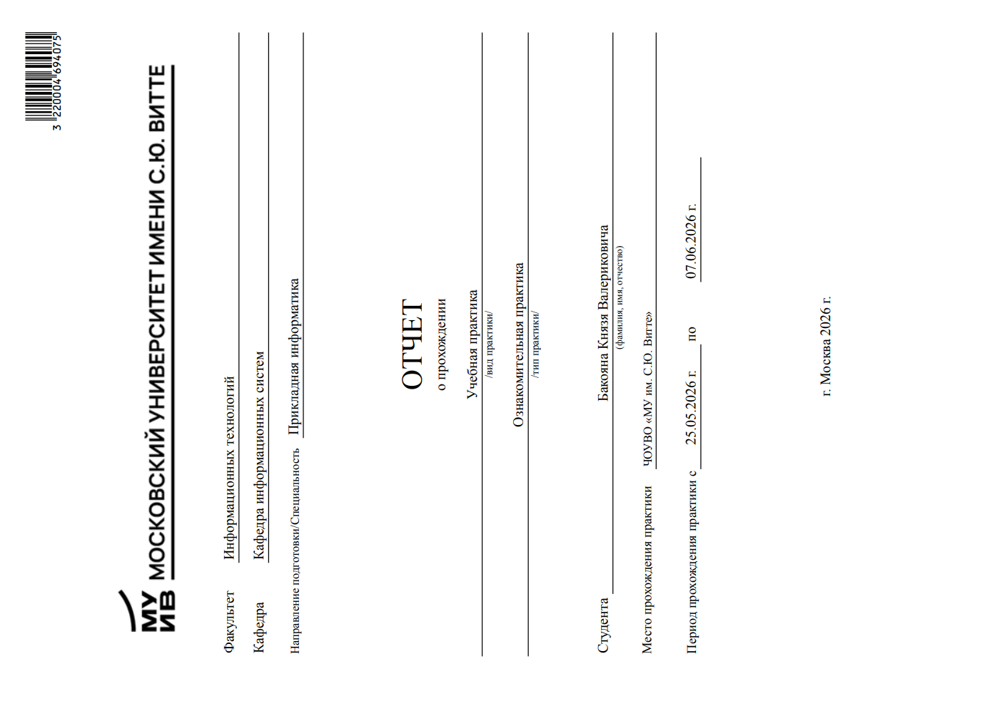 3 220004 694075
МУ ИВ МОСКОВСКИЙ УНИВЕРСИТЕТ ИМЕНИ С.Ю. ВИТТЕ
Факультет Информационных технологий
Кафедра Кафедра информационных систем
Направление подготовки/Специальность Прикладная информатика
ОТЧЕТ
о прохождении
Учебная практика
/вид практики/
Ознакомительная практика
/тип практики/
Студента Бакояна Князя Валериковича
(фамилия, имя, отчество)
Место прохождения практики ЧОУВО «МУ им. С.Ю. Витте»
Период прохождения практики с 25.05.2026 г. по 07.06.2026 г.
г. Москва 2026 г.